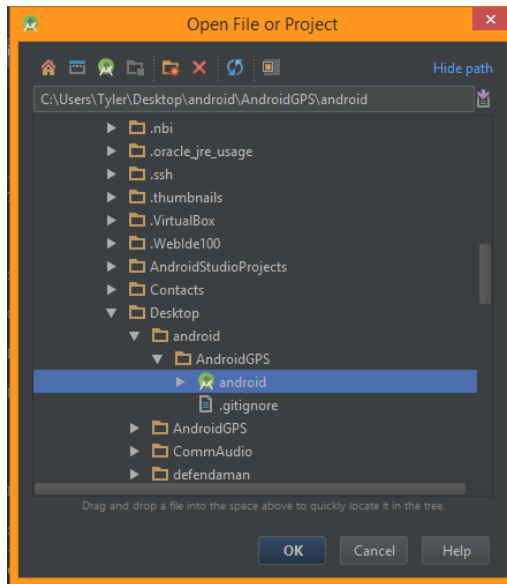 Open File or Project
Hide path
C:\Users\Tyler\Desktop\android\AndroidGPS\android
.nbi
.oracle_jre_usage
.ssh
.thumbnails
.VirtualBox
.WebIde100
AndroidStudioProjects
Contacts
Desktop
android
AndroidGPS
android
.gitignore
AndroidGPS
CommAudio
defendaman
Drag and drop a file into the space above to quickly locate it in the tree.
OK Cancel Help